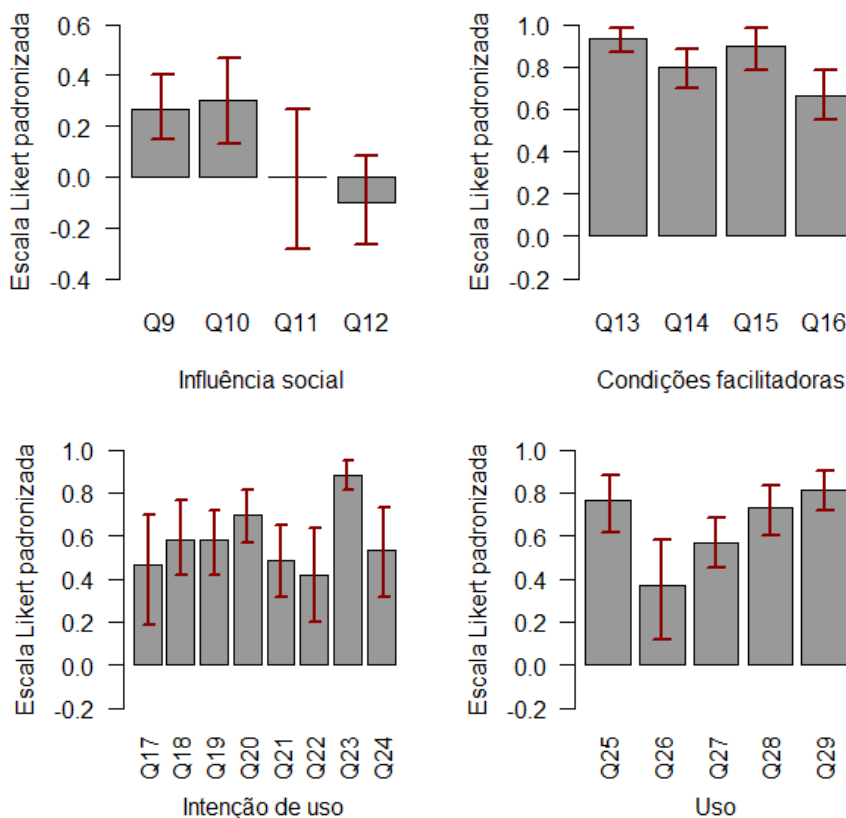 Escala Likert padronizada
0.6
0.4
0.2
0.0
-0.2
-0.4
Q9 Q10 Q11 Q12
Influência social
Escala Likert padronizada
1.0
0.8
0.6
0.4
0.2
0.0
-0.2
Q13 Q14 Q15 Q16
Condições facilitadoras
Escala Likert padronizada
1.0
0.8
0.6
0.4
0.2
0.0
-0.2
Q17 Q18 Q19 Q20 Q21 Q22 Q23 Q24
Intenção de uso
Escala Likert padronizada
1.0
0.8
0.6
0.4
0.2
0.0
-0.2
Q25 Q26 Q27 Q28 Q29
Uso